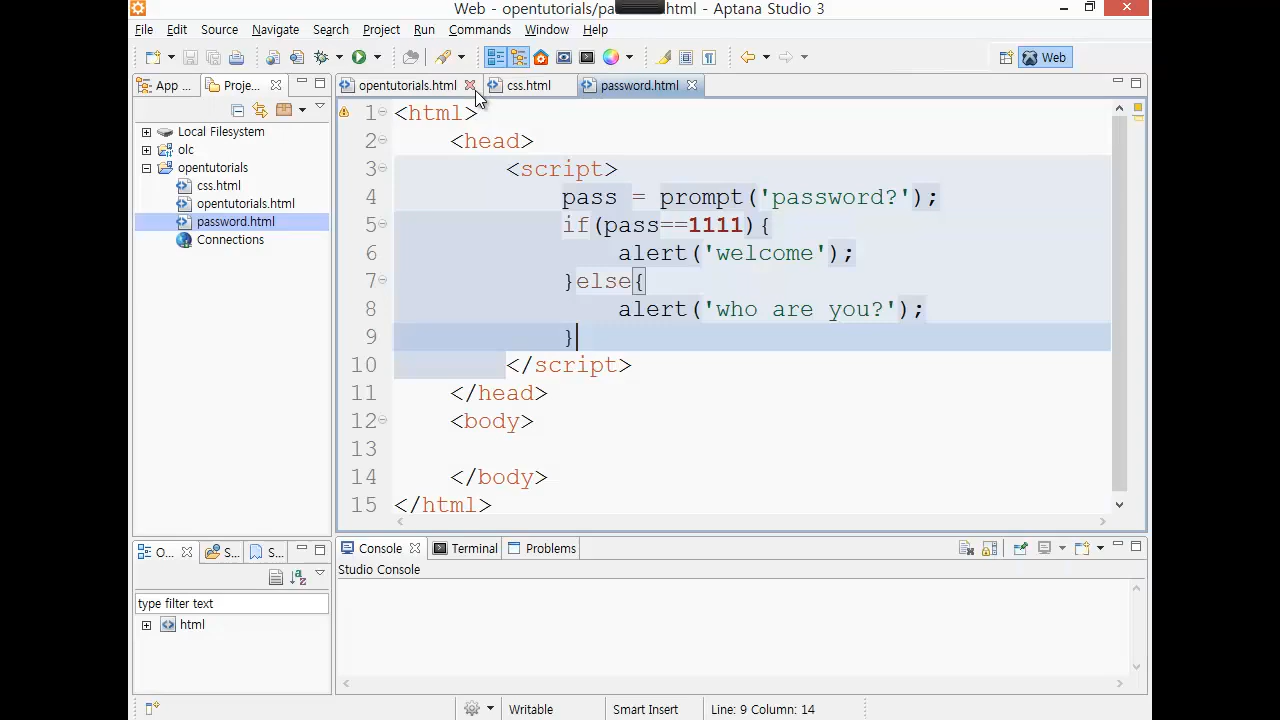 Web - opentutorials/pa html - Aptana Studio 3
File Edit Source Navigate Search Project Run Commands Window Help
Web
App ... Proje... opentutorials.html css.html password.html
Local Filesystem
olc
opentutorials
css.html
opentutorials.html
password.html
Connections
1 <html>
2 <head>
3 <script>
4 pass = prompt('password?');
5 if(pass==1111){
6 alert('welcome');
7 }else{
8 alert('who are you?');
9 }
10 </script>
11 </head>
12 <body>
13
14 </body>
15 </html>
O... S... S... Console Terminal Problems
Studio Console
type filter text
html
Writable Smart Insert Line: 9 Column: 14